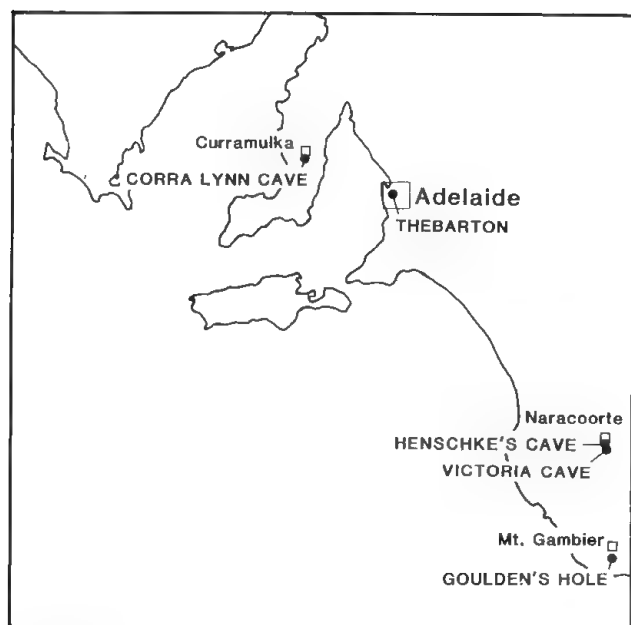 Curramulka
CORRA LYNN CAVE
Adelaide
THEBARTON
Naracoorte
HENSCHKE'S CAVE
VICTORIA CAVE
Mt. Gambier
GOULDEN'S HOLE